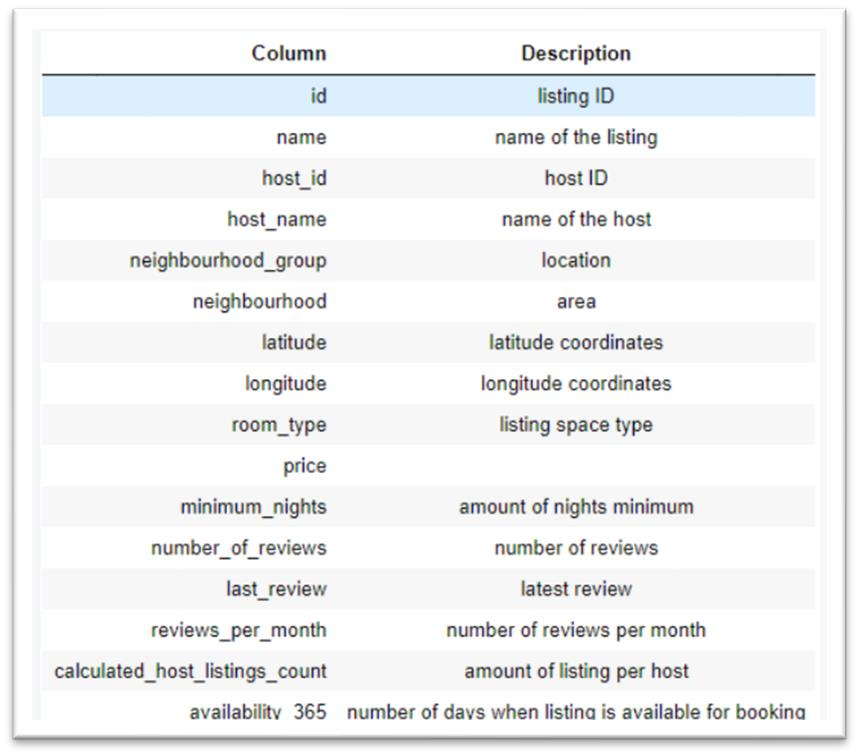 Column Description
id listing ID
name name of the listing
host_id host ID
host_name name of the host
neighbourhood_group location
neighbourhood area
latitude latitude coordinates
longitude longitude coordinates
room_type listing space type
price
minimum_nights amount of nights minimum
number_of_reviews number of reviews
last_review latest review
reviews_per_month number of reviews per month
calculated_host_listings_count amount of listing per host
availability_365 number of days when listing is available for booking